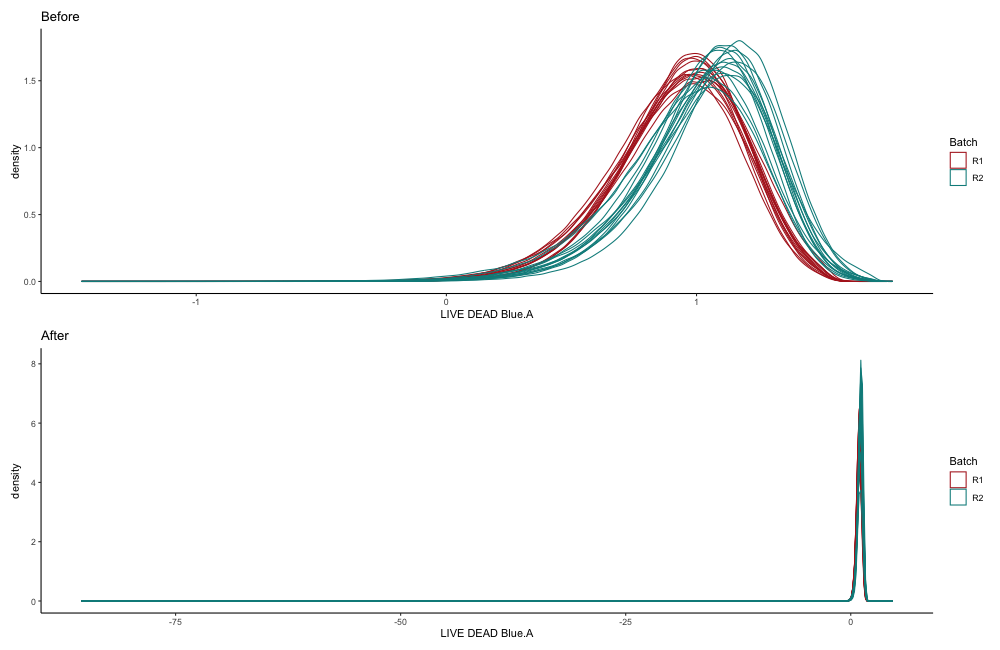 Before
density
1.5
1.0
0.5
0.0
-1
0
1
LIVE DEAD Blue.A
Batch
R1
R2
After
density
8
6
4
2
0
-75
-50
-25
0
LIVE DEAD Blue.A
Batch
R1
R2